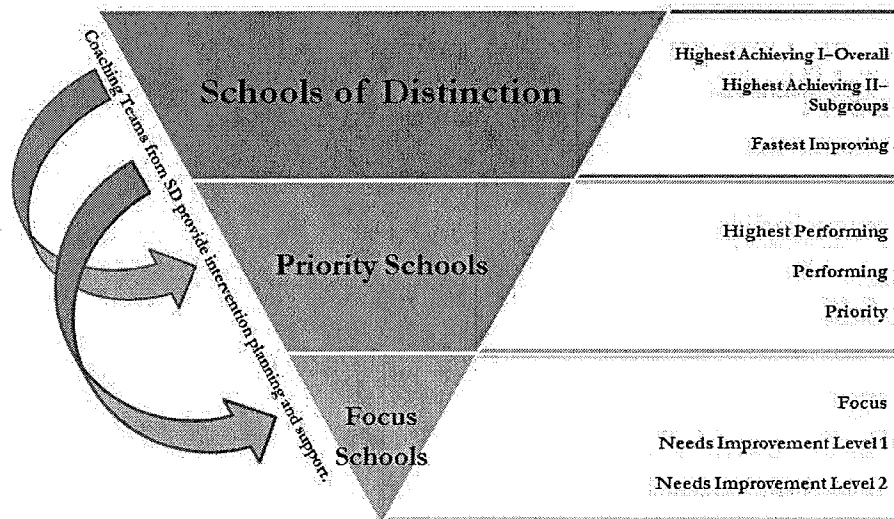 Coaching Teams from SD provide intervention planning and support.
Schools of Distinction
Highest Achieving I–Overall
Highest Achieving II–
Subgroups
Fastest Improving
Priority Schools
Highest Performing
Performing
Priority
Focus
Schools
Focus
Needs Improvement Level 1
Needs Improvement Level 2